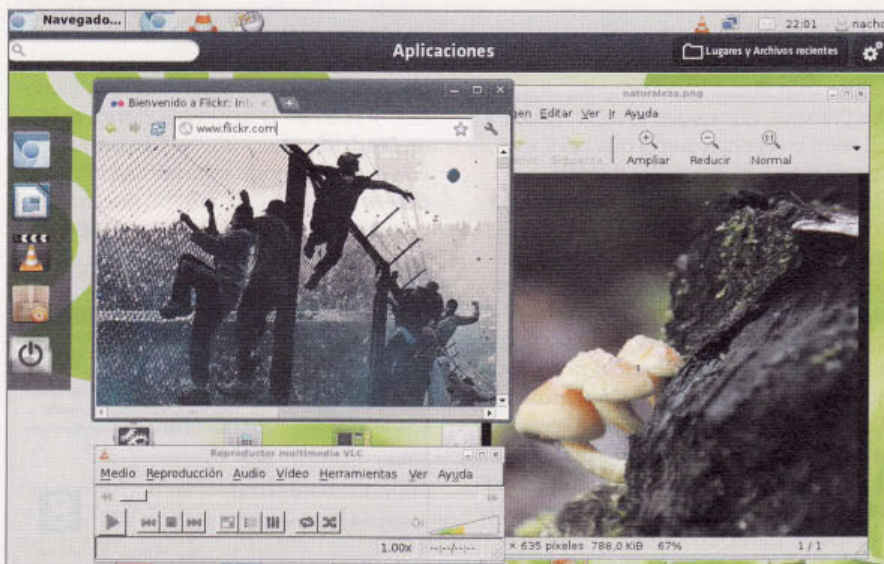 Navegado...
22:01
nacho
Aplicaciones
Lugares y Archivos recientes
Bienvenido a Flickr: Int
www.flickr.com
naturaleza.png
gen Editar Ver Ir Ayuda
Siguiente
Ampliar Reducir Normal
Reproductor multimedia VLC
Medio Reproducción Audio Vídeo Herramientas Ver Ayuda
1.00x --:--/--:--
× 635 píxeles 788,0 KiB 67% 1 / 1